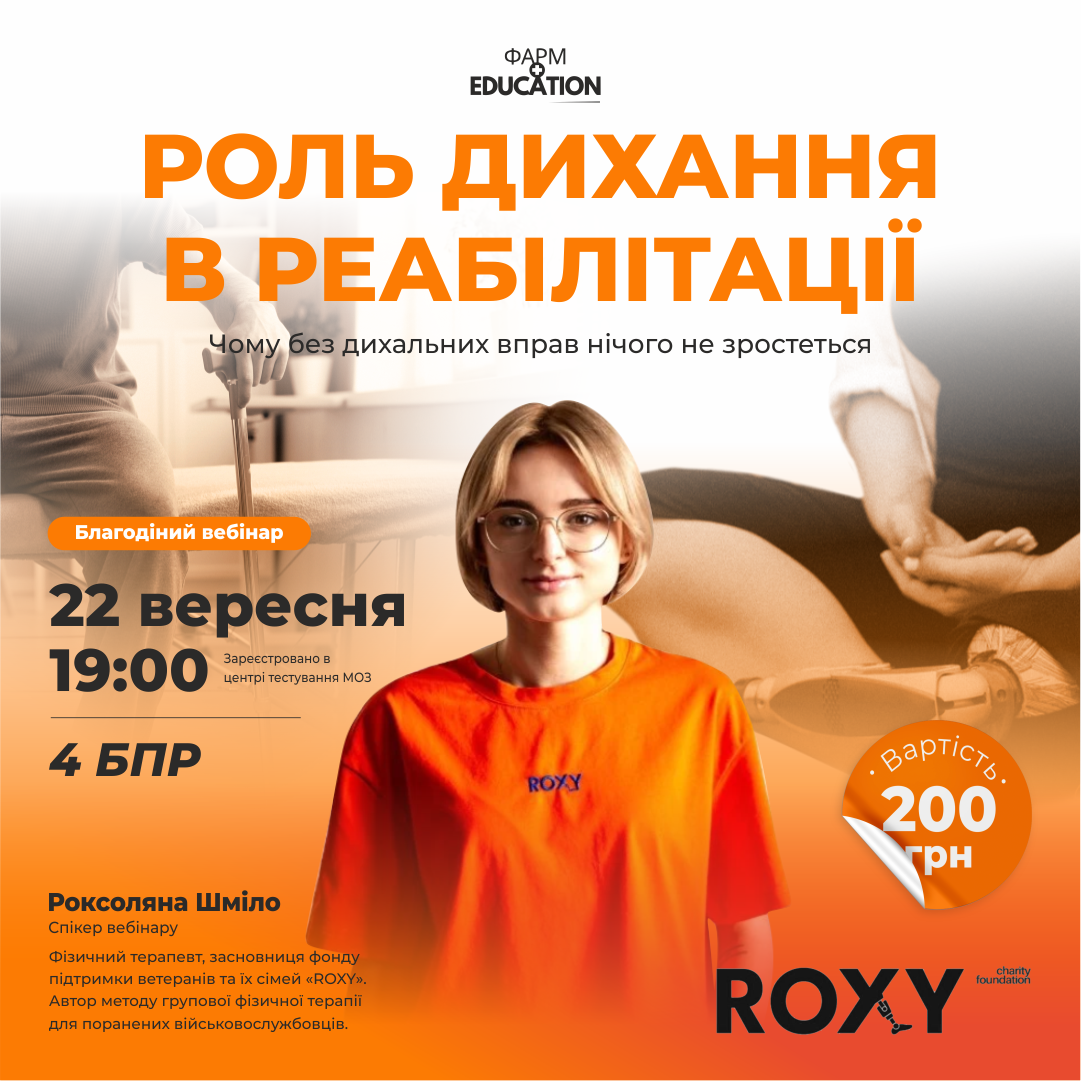 ФАРМ
EDUCATION
РОЛЬ ДИХАННЯ
В РЕАБІЛІТАЦІЇ
Чому без дихальних вправ нічого не зростеться
Благодіний вебінар
22 вересня
19:00
Зареєстровано в
центрі тестування МОЗ
4 БПР
ROXY
· Вартість ·
200
грн
Роксоляна Шміло
Спікер вебінару
Фізичний терапевт, засновниця фонду
підтримки ветеранів та їх сімей «ROXY».
Автор методу групової фізичної терапії
для поранених військовослужбовців.
ROXY
charity
foundation